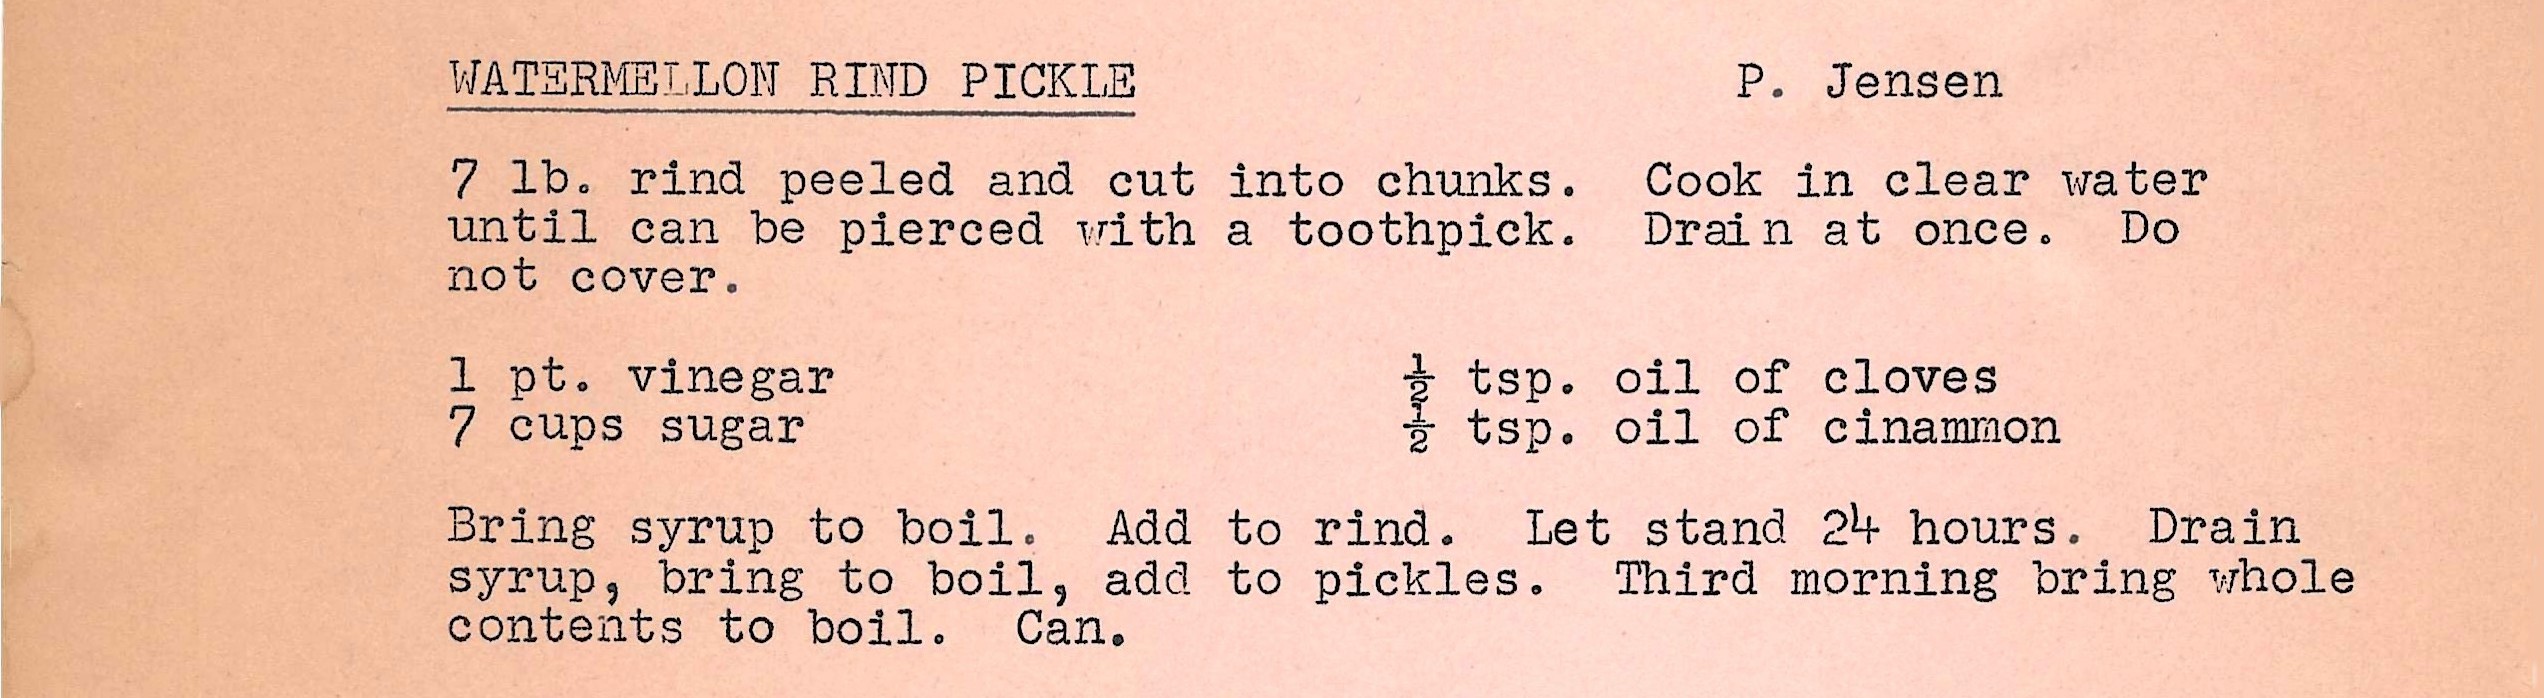 WATERMELLON RIND PICKLE P. Jensen
7 lb. rind peeled and cut into chunks. Cook in clear water
until can be pierced with a toothpick. Drain at once. Do
not cover.
1 pt. vinegar ½ tsp. oil of cloves
7 cups sugar ½ tsp. oil of cinammon
Bring syrup to boil. Add to rind. Let stand 24 hours. Drain
syrup, bring to boil, add to pickles. Third morning bring whole
contents to boil. Can.